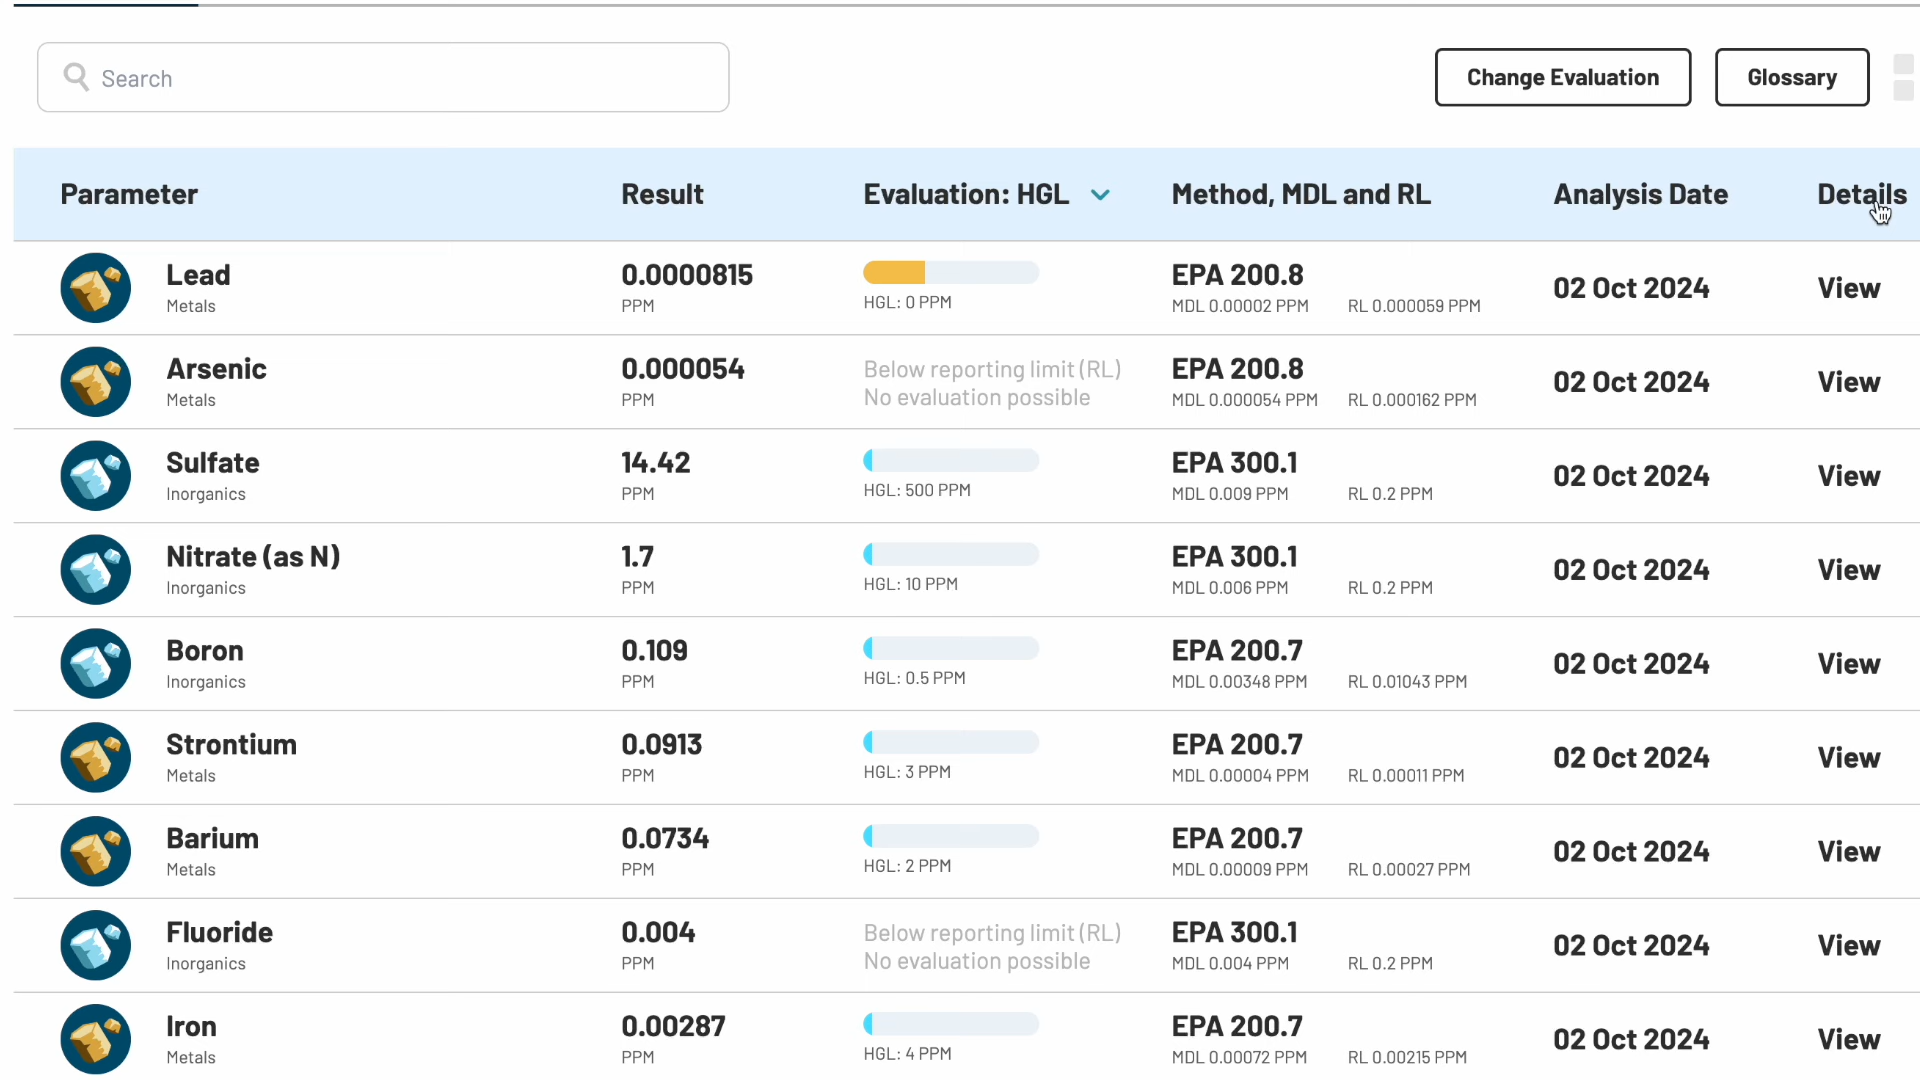 Search
Change Evaluation
Glossary
Parameter Result Evaluation: HGL Method, MDL and RL Analysis Date Details
Lead 0.0000815 EPA 200.8 02 Oct 2024 View
Metals PPM HGL: 0 PPM MDL 0.00002 PPM RL 0.000059 PPM
Arsenic 0.000054 Below reporting limit (RL) EPA 200.8 02 Oct 2024 View
Metals PPM No evaluation possible MDL 0.000054 PPM RL 0.000162 PPM
Sulfate 14.42 EPA 300.1 02 Oct 2024 View
Inorganics PPM HGL: 500 PPM MDL 0.009 PPM RL 0.2 PPM
Nitrate (as N) 1.7 EPA 300.1 02 Oct 2024 View
Inorganics PPM HGL: 10 PPM MDL 0.006 PPM RL 0.2 PPM
Boron 0.109 EPA 200.7 02 Oct 2024 View
Inorganics PPM HGL: 0.5 PPM MDL 0.00348 PPM RL 0.01043 PPM
Strontium 0.0913 EPA 200.7 02 Oct 2024 View
Metals PPM HGL: 3 PPM MDL 0.00004 PPM RL 0.00011 PPM
Barium 0.0734 EPA 200.7 02 Oct 2024 View
Metals PPM HGL: 2 PPM MDL 0.00009 PPM RL 0.00027 PPM
Fluoride 0.004 Below reporting limit (RL) EPA 300.1 02 Oct 2024 View
Inorganics PPM No evaluation possible MDL 0.004 PPM RL 0.2 PPM
Iron 0.00287 EPA 200.7 02 Oct 2024 View
Metals PPM HGL: 4 PPM MDL 0.00072 PPM RL 0.00215 PPM